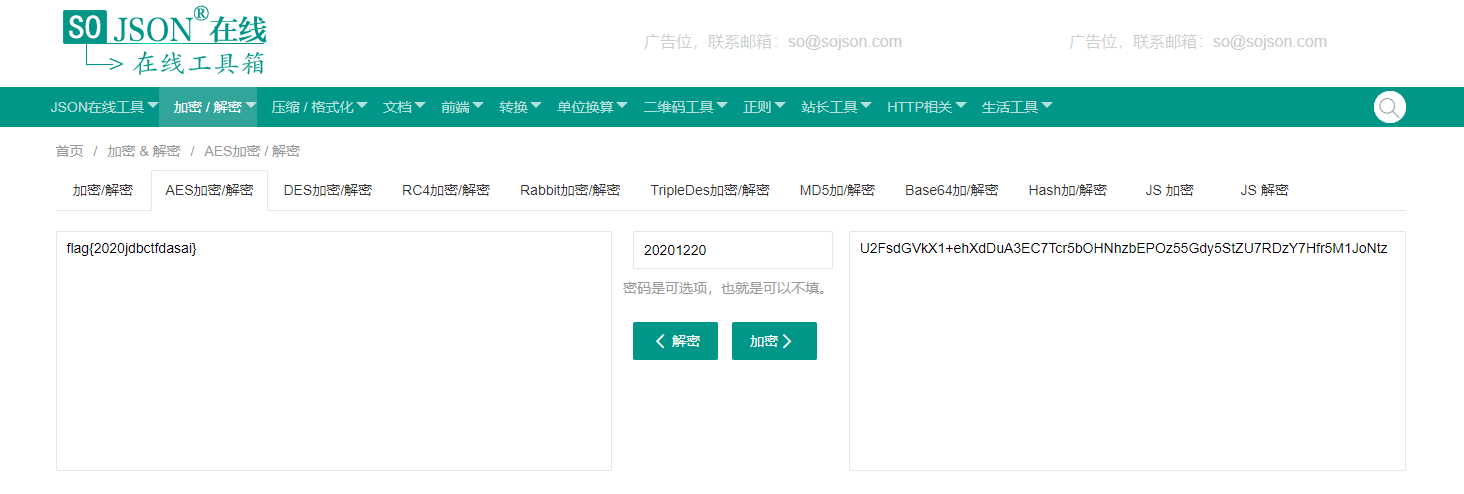 SO JSON®在线
在线工具箱
广告位，联系邮箱：so@sojson.com
广告位，联系邮箱：so@sojson.com
JSON在线工具 加密 / 解密 压缩 / 格式化 文档 前端 转换 单位换算 二维码工具 正则 站长工具 HTTP相关 生活工具
首页 / 加密 & 解密 / AES加密 / 解密
加密/解密 AES加密/解密 DES加密/解密 RC4加密/解密 Rabbit加密/解密 TripleDes加密/解密 MD5加/解密 Base64加/解密 Hash加/解密 JS 加密 JS 解密
flag{2020jdbctfdasai}
20201220
密码是可选项，也就是可以不填。
解密 加密
U2FsdGVkX1+ehXdDuA3EC7Tcr5bOHNhzbEPOz55Gdy5StZU7RDzY7Hfr5M1JoNtz